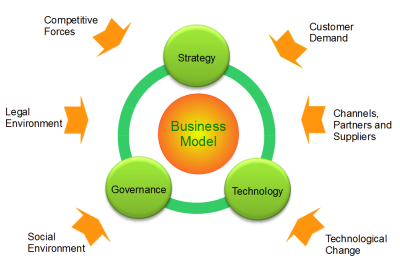 Competitive
Forces
Customer
Demand
Strategy
Legal
Environment
Business
Model
Channels,
Partners and
Suppliers
Governance
Technology
Social
Environment
Technological
Change